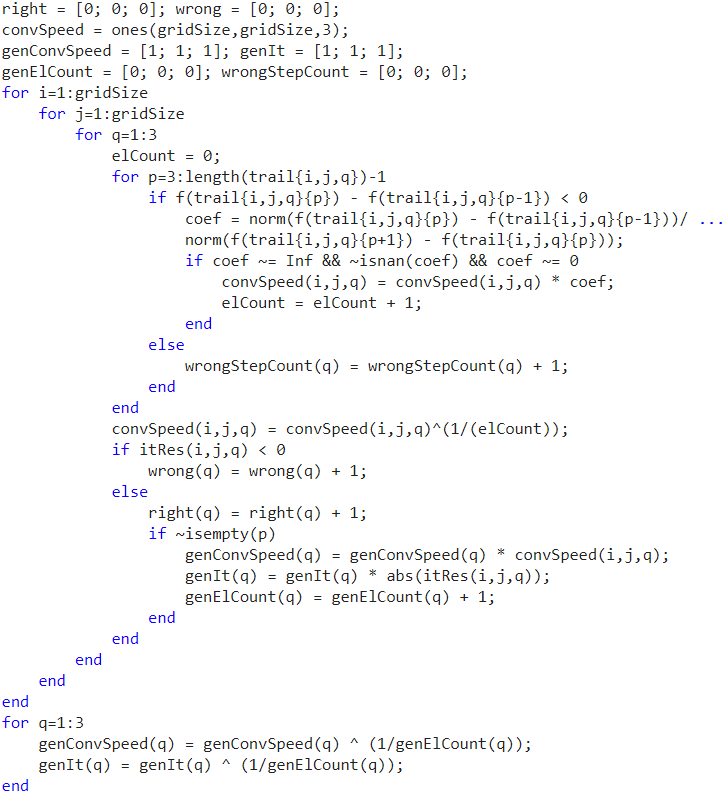 right = [0; 0; 0]; wrong = [0; 0; 0];
convSpeed = ones(gridSize,gridSize,3);
genConvSpeed = [1; 1; 1]; genIt = [1; 1; 1];
genElCount = [0; 0; 0]; wrongStepCount = [0; 0; 0];
for i=1:gridSize
    for j=1:gridSize
        for q=1:3
            elCount = 0;
            for p=3:length(trail{i,j,q})-1
                if f(trail{i,j,q}{p}) - f(trail{i,j,q}{p-1}) < 0
                    coef = norm(f(trail{i,j,q}{p}) - f(trail{i,j,q}{p-1}))/ ...
                    norm(f(trail{i,j,q}{p+1}) - f(trail{i,j,q}{p}));
                    if coef ~= Inf && ~isnan(coef) && coef ~= 0
                        convSpeed(i,j,q) = convSpeed(i,j,q) * coef;
                        elCount = elCount + 1;
                    end
                else
                    wrongStepCount(q) = wrongStepCount(q) + 1;
                end
            end
            convSpeed(i,j,q) = convSpeed(i,j,q)^(1/(elCount));
            if itRes(i,j,q) < 0
                wrong(q) = wrong(q) + 1;
            else
                right(q) = right(q) + 1;
                if ~isempty(p)
                    genConvSpeed(q) = genConvSpeed(q) * convSpeed(i,j,q);
                    genIt(q) = genIt(q) * abs(itRes(i,j,q));
                    genElCount(q) = genElCount(q) + 1;
                end
            end
        end
    end
end
for q=1:3
    genConvSpeed(q) = genConvSpeed(q) ^ (1/genElCount(q));
    genIt(q) = genIt(q) ^ (1/genElCount(q));
end